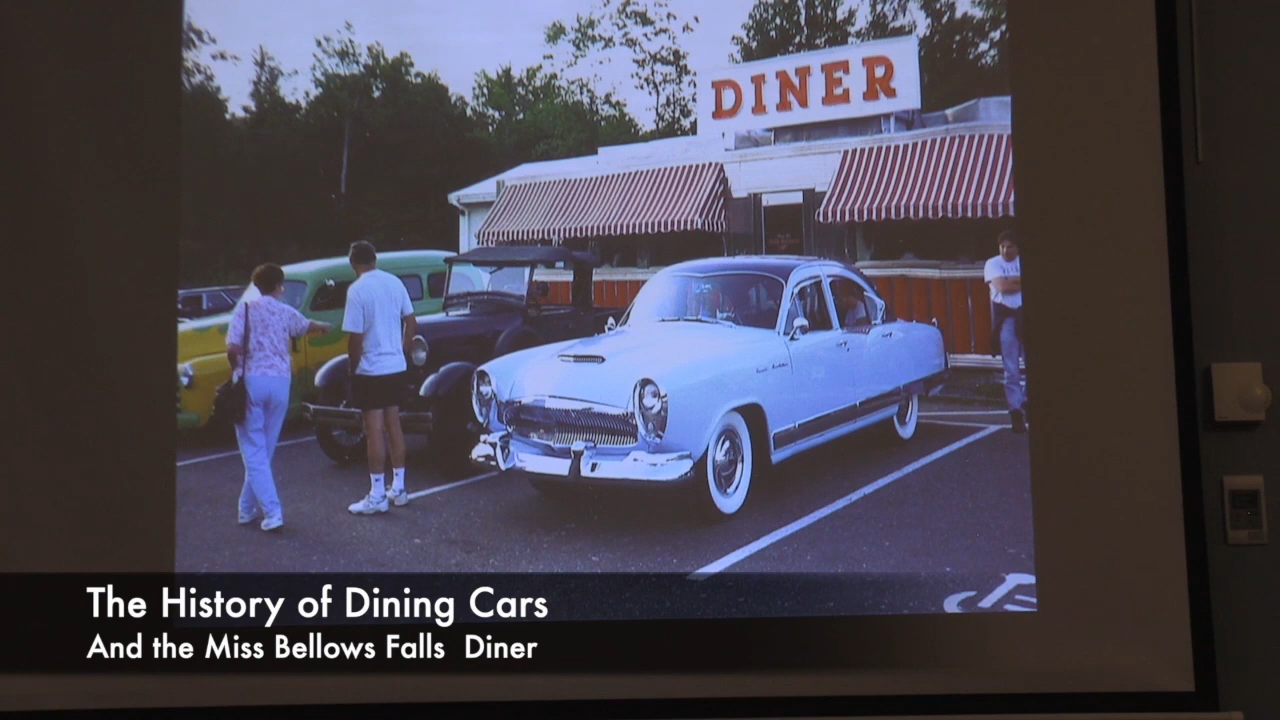 DINER
The History of Dining Cars
And the Miss Bellows Falls  Diner